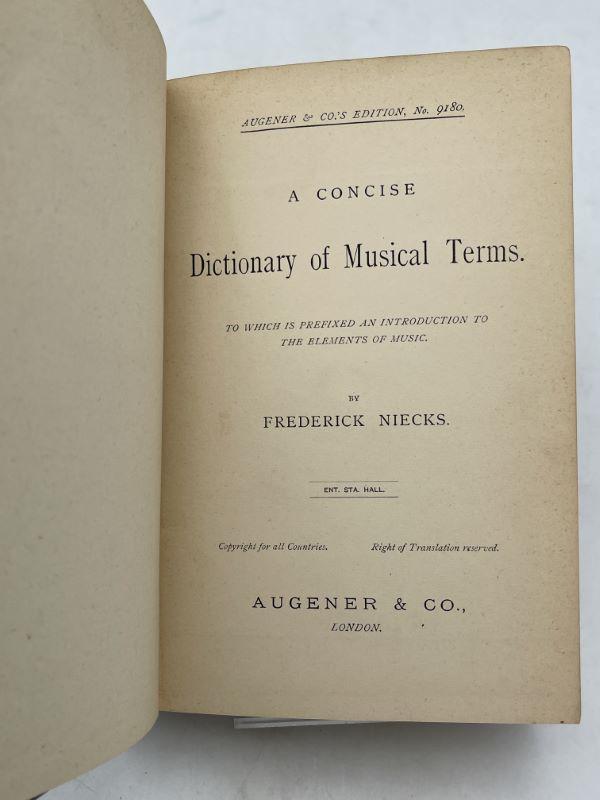 AUGENER & CO.'S EDITION, No. 9180.
A CONCISE
Dictionary of Musical Terms.
TO WHICH IS PREFIXED AN INTRODUCTION TO
THE ELEMENTS OF MUSIC.
BY
FREDERICK NIECKS.
ENT. STA. HALL.
Copyright for all Countries. Right of Translation reserved.
AUGENER & CO.,
LONDON.